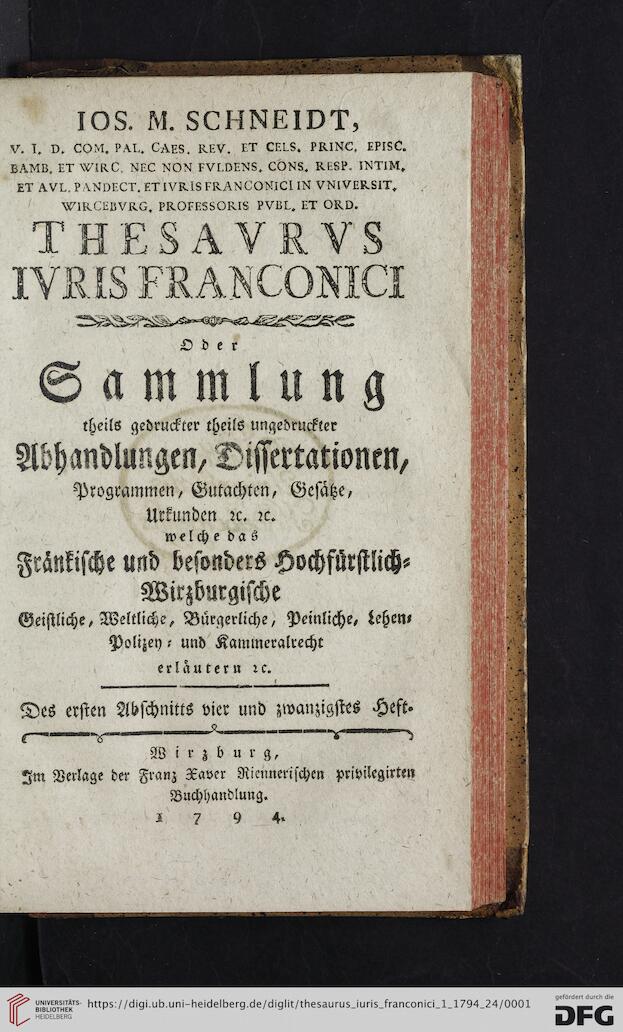 IOS. M. SCHNEIDT,
V. I. D. COM. PAL. CAES. REV. ET CELS. PRINC. EPISC.
BAMB. ET WIRC. NEC NON FVLDENS. CONS. RESP. INTIM.
ET AVL. PANDECT. ET IVRIS FRANCONICI IN VNIVERSIT.
WIRCEBVRG. PROFESSORIS PVBL. ET ORD.
THESAVRVS
IVRIS FRANCONICI
Oder
Sammlung
theils gedruckter theils ungedruckter
Abhandlungen, Dissertationen,
Programmen, Gutachten, Gesätze,
Urkunden ꝛc. ꝛc.
welche das
Fränkische und besonders Hochfürstlich-
Wirzburgische
Geistliche, Weltliche, Bürgerliche, Peinliche, Lehen-
Polizey- und Kammeralrecht
erläutern ꝛc.
Des ersten Abschnitts vier und zwanzigstes Heft.
Wirzburg,
Im Verlage der Franz Xaver Riennerischen privilegirten
Buchhandlung.
1794.
UNIVERSITÄTS-
BIBLIOTHEK
HEIDELBERG
https://digi.ub.uni-heidelberg.de/diglit/thesaurus_iuris_franconici_1_1794_24/0001
gefördert durch die
DFG